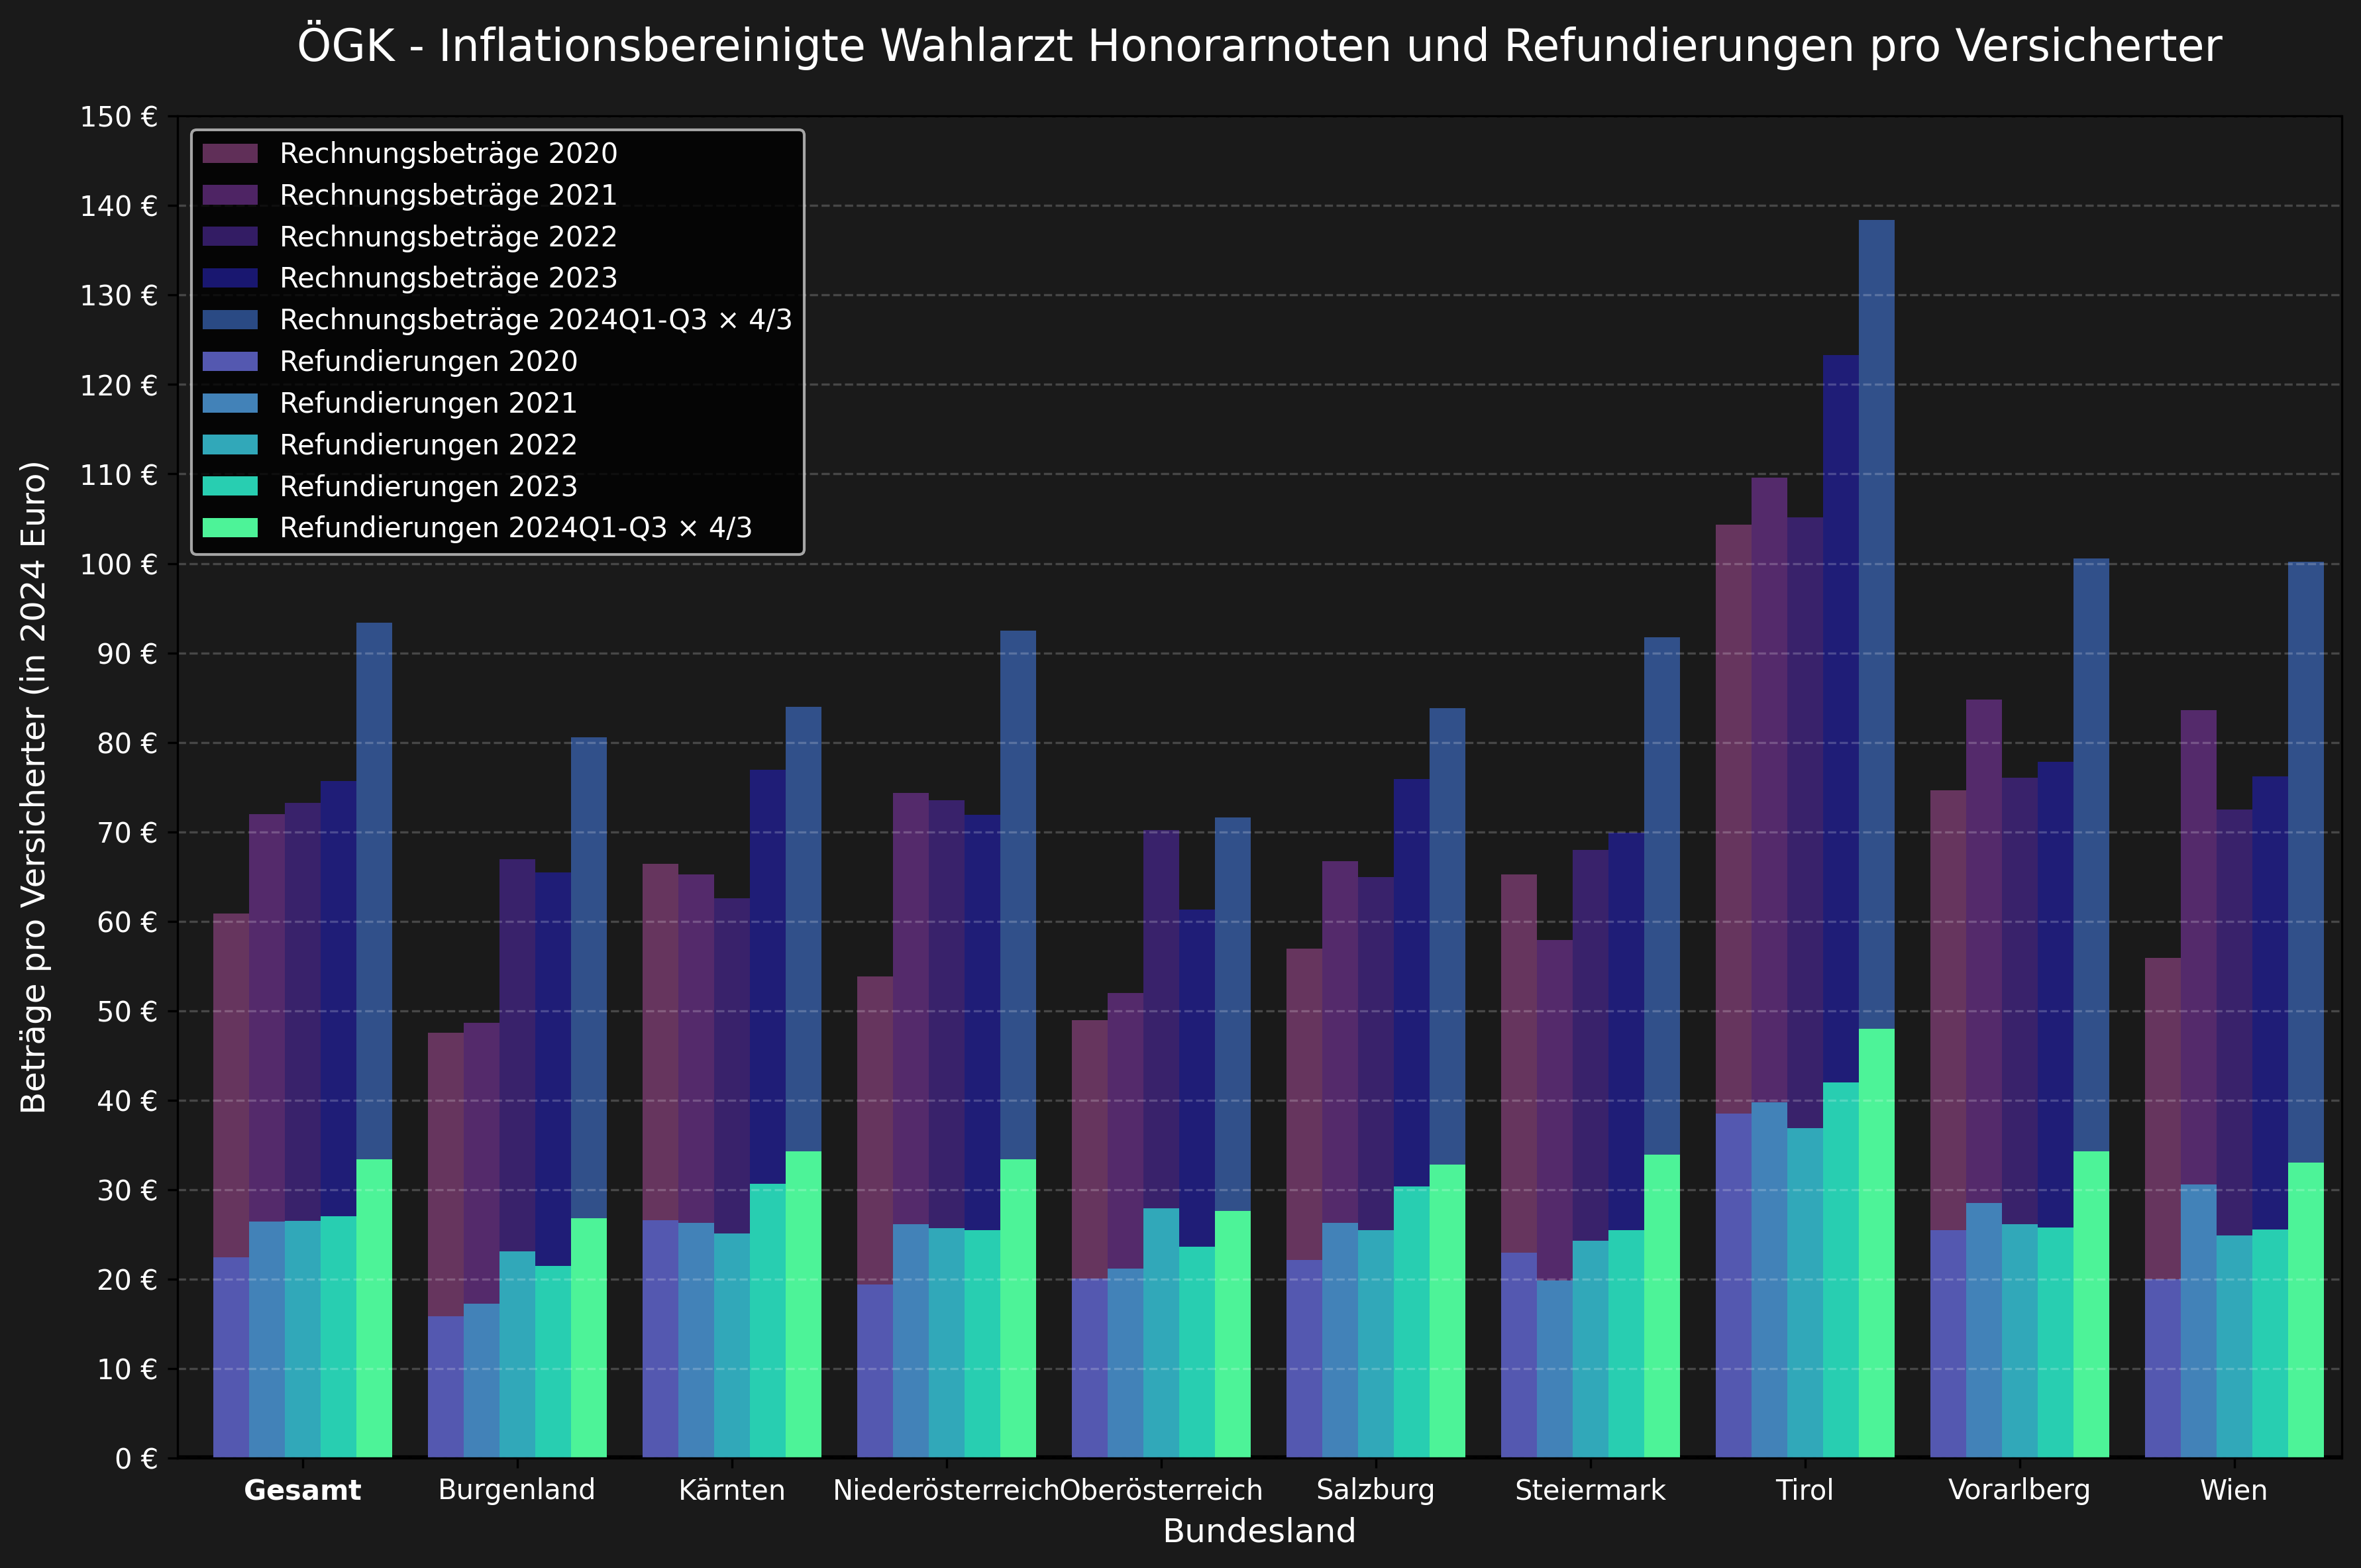 ÖGK - Inflationsbereinigte Wahlarzt Honorarnoten und Refundierungen pro Versicherter
150 €
140 €
130 €
120 €
110 €
100 €
90 €
80 €
70 €
60 €
50 €
40 €
30 €
20 €
10 €
0 €
Beträge pro Versicherter (in 2024 Euro)
Rechnungsbeträge 2020
Rechnungsbeträge 2021
Rechnungsbeträge 2022
Rechnungsbeträge 2023
Rechnungsbeträge 2024Q1-Q3 × 4/3
Refundierungen 2020
Refundierungen 2021
Refundierungen 2022
Refundierungen 2023
Refundierungen 2024Q1-Q3 × 4/3
Gesamt Burgenland Kärnten Niederösterreich Oberösterreich Salzburg Steiermark Tirol Vorarlberg Wien
Bundesland